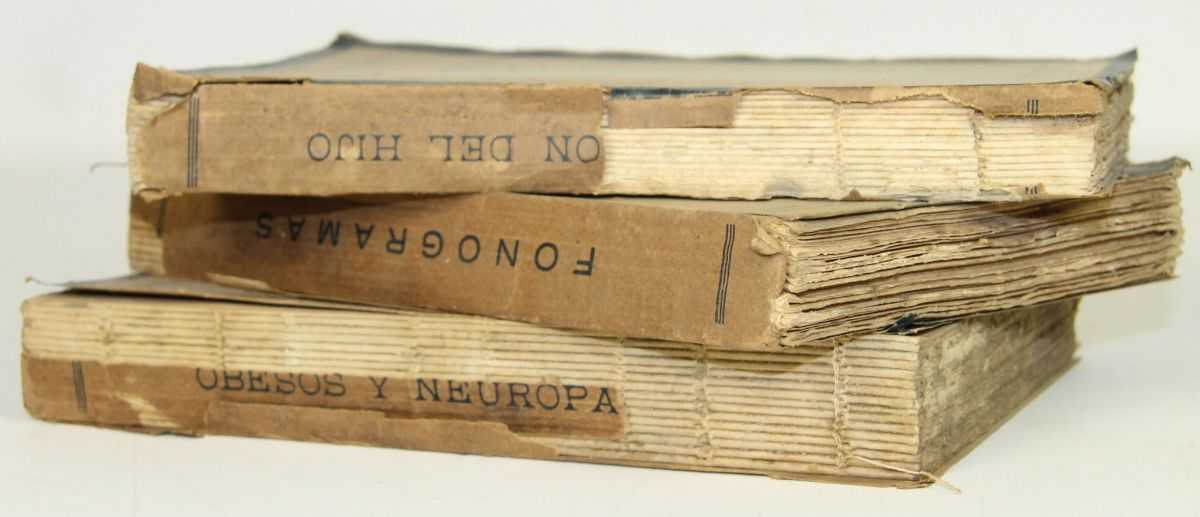 ON DEL HIJO
FONOGRAMAS
OBESOS Y NEUROPA